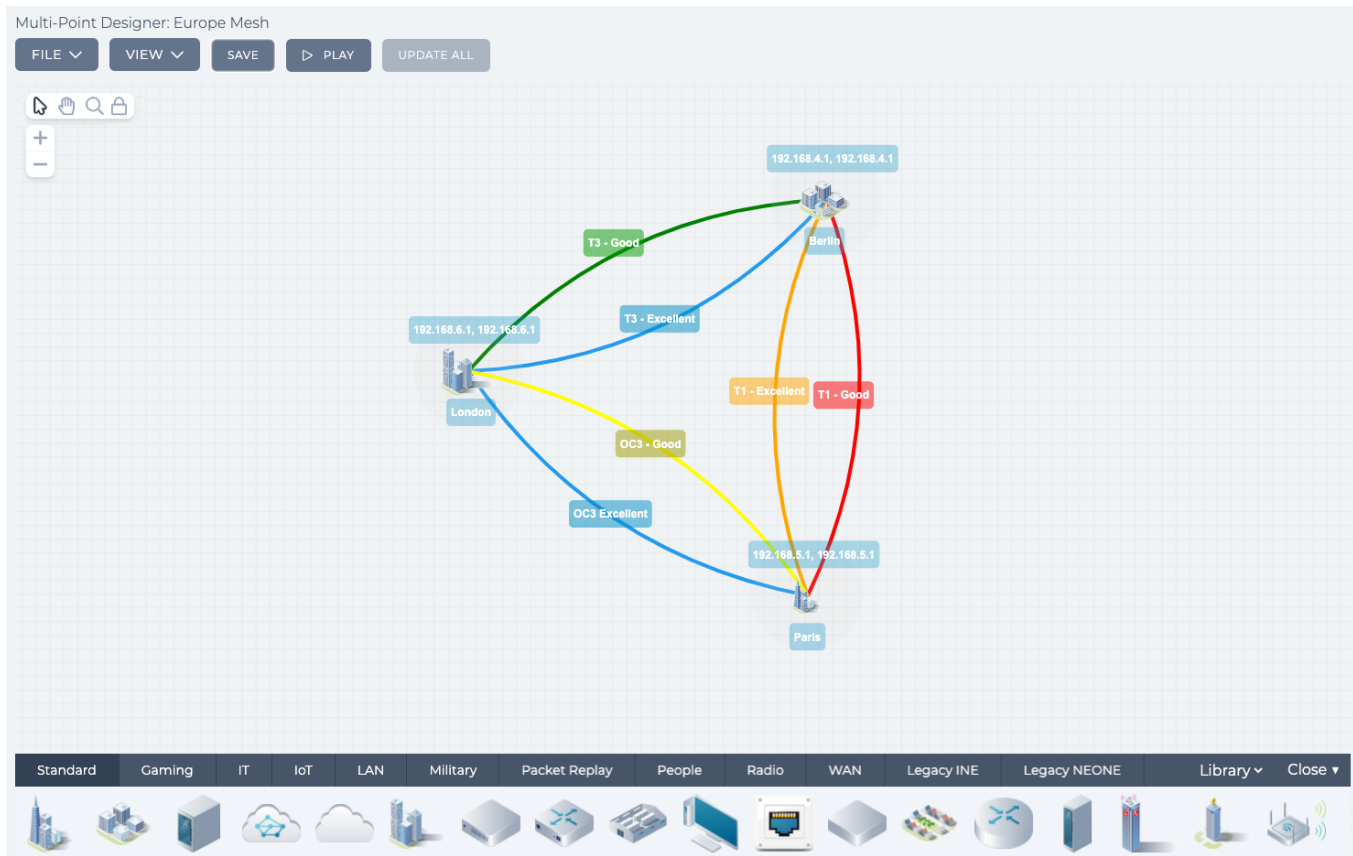 Multi-Point Designer: Europe Mesh
FILE VIEW SAVE PLAY UPDATE ALL
192.168.4.1, 192.168.4.1
T3 - Good
Berlin
T3 - Excellent
192.168.6.1, 192.168.6.1
T1 - Excellent
T1 - Good
London
OC3 - Good
OC3 Excellent
192.168.5.1, 192.168.5.1
Paris
Standard Gaming IT IoT LAN Military Packet Replay People Radio WAN Legacy INE Legacy NEONE Library Close